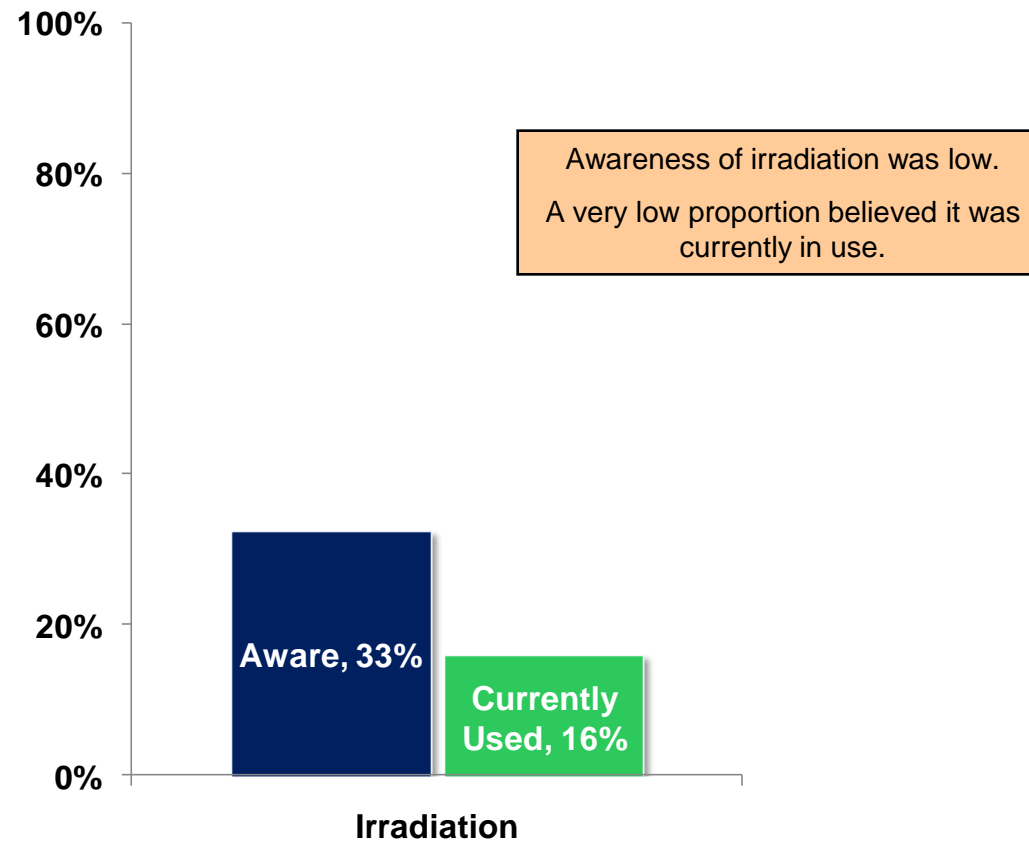 100%
80%
60%
40%
20%
0%
Awareness of irradiation was low.
A very low proportion believed it was
currently in use.
Aware, 33%
Currently
Used, 16%
Irradiation